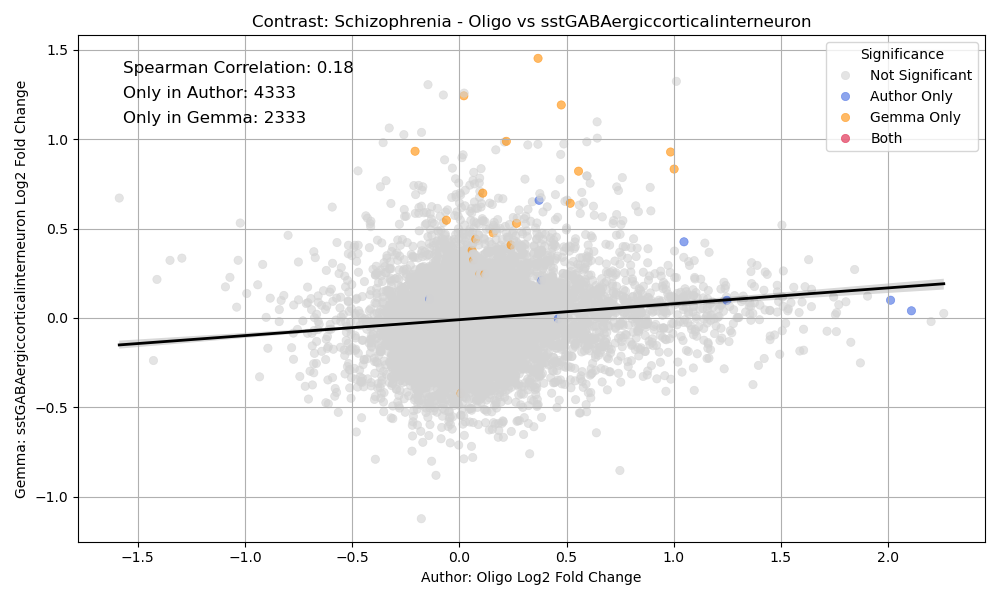 Contrast: Schizophrenia - Oligo vs sstGABAergiccorticalinterneuron
Spearman Correlation: 0.18
Only in Author: 4333
Only in Gemma: 2333
Significance
Not Significant
Author Only
Gemma Only
Both
Gemma: sstGABAergiccorticalinterneuron Log2 Fold Change
1.5
1.0
0.5
0.0
−0.5
−1.0
−1.5 −1.0 −0.5 0.0 0.5 1.0 1.5 2.0
Author: Oligo Log2 Fold Change